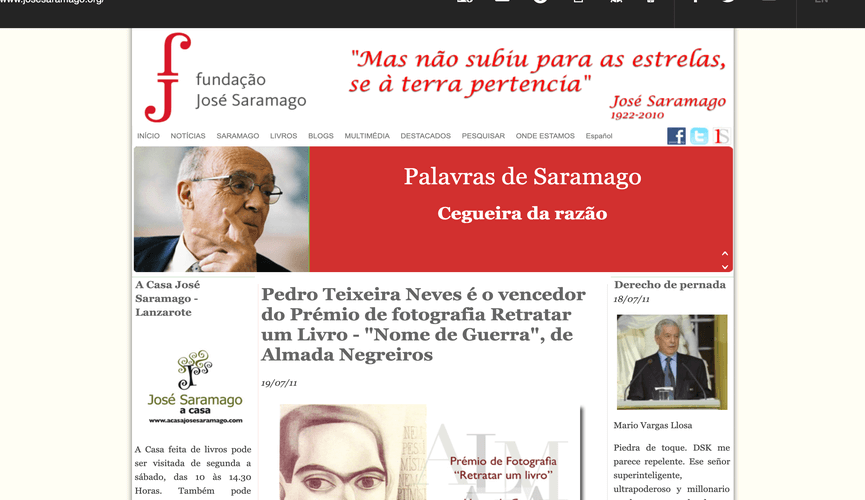 www.josesaramago.org/
EN
fundação
José Saramago
"Mas não subiu para as estrelas,
se à terra pertencia"
José Saramago
1922-2010
INÍCIO NOTÍCIAS SARAMAGO LIVROS BLOGS MULTIMÉDIA DESTACADOS PESQUISAR ONDE ESTAMOS Español
Palavras de Saramago
Cegueira da razão
A Casa José
Saramago -
Lanzarote
José Saramago
a casa
www.acasajosesaramago.com
A Casa feita de livros pode
ser visitada de segunda a
sábado, das 10 às 14.30
Horas. Também pode
Pedro Teixeira Neves é o vencedor
do Prémio de fotografia Retratar
um Livro - "Nome de Guerra", de
Almada Negreiros
19/07/11
Prémio de Fotografia
"Retratar um livro"
Derecho de pernada
18/07/11
Mario Vargas Llosa
Piedra de toque. DSK me
parece repelente. Ese señor
superinteligente,
ultrapoderoso y millonario